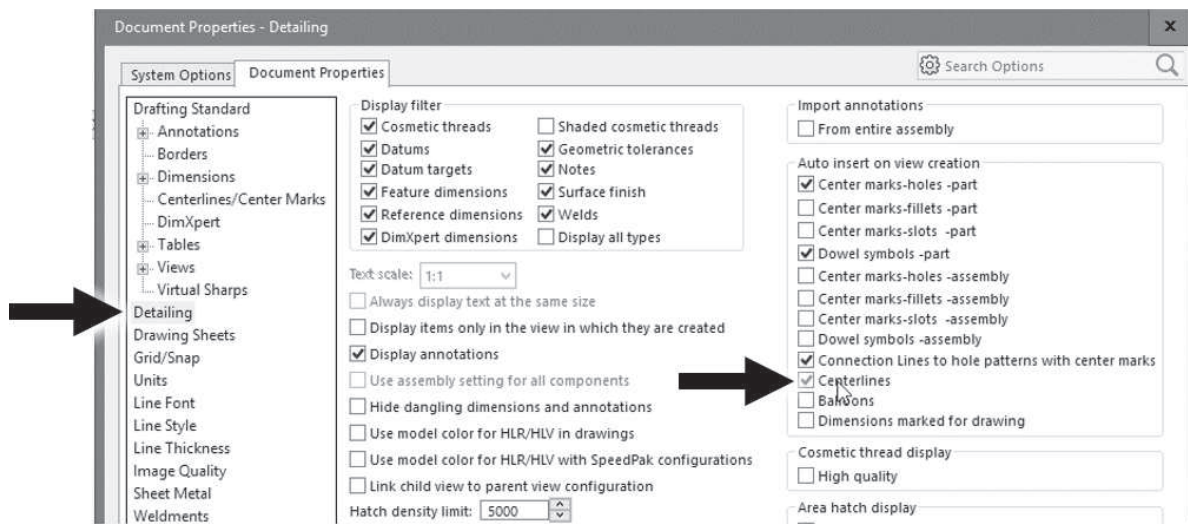 Document Properties - Detailing
x
System Options
Document Properties
Search Options
Drafting Standard
Annotations
Borders
Dimensions
Centerlines/Center Marks
DimXpert
Tables
Views
Virtual Sharps
Detailing
Drawing Sheets
Grid/Snap
Units
Line Font
Line Style
Line Thickness
Image Quality
Sheet Metal
Weldments
Display filter
Cosmetic threads
Shaded cosmetic threads
Datums
Geometric tolerances
Datum targets
Notes
Feature dimensions
Surface finish
Reference dimensions
Welds
DimXpert dimensions
Display all types
Text scale: 1:1
Always display text at the same size
Display items only in the view in which they are created
Display annotations
Use assembly setting for all components
Hide dangling dimensions and annotations
Use model color for HLR/HLV in drawings
Use model color for HLR/HLV with SpeedPak configurations
Link child view to parent view configuration
Hatch density limit: 5000
Import annotations
From entire assembly
Auto insert on view creation
Center marks-holes -part
Center marks-fillets -part
Center marks-slots -part
Dowel symbols -part
Center marks-holes -assembly
Center marks-fillets -assembly
Center marks-slots -assembly
Dowel symbols -assembly
Connection Lines to hole patterns with center marks
Centerlines
Balloons
Dimensions marked for drawing
Cosmetic thread display
High quality
Area hatch display